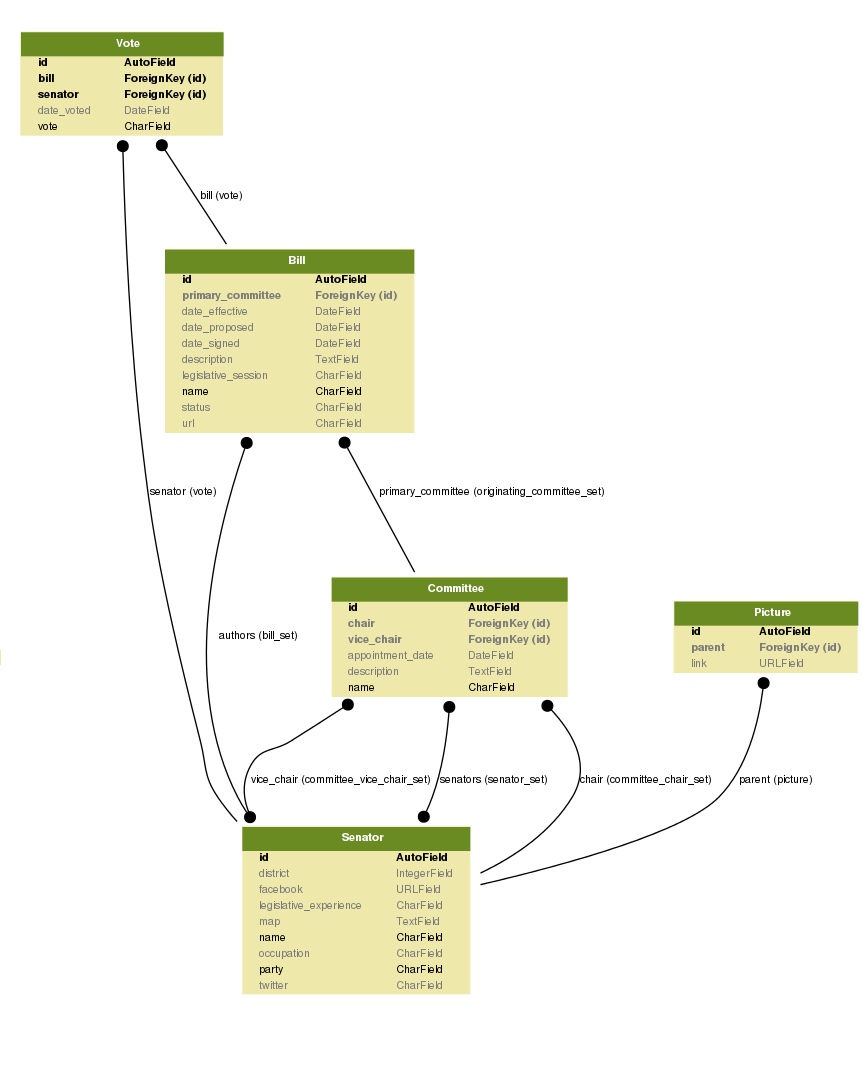 Vote
id AutoField
bill ForeignKey (id)
senator ForeignKey (id)
date_voted DateField
vote CharField
bill (vote)
Bill
id AutoField
primary_committee ForeignKey (id)
date_effective DateField
date_proposed DateField
date_signed DateField
description TextField
legislative_session CharField
name CharField
status CharField
url CharField
senator (vote)
primary_committee (originating_committee_set)
authors (bill_set)
Committee
id AutoField
chair ForeignKey (id)
vice_chair ForeignKey (id)
appointment_date DateField
description TextField
name CharField
Picture
id AutoField
parent ForeignKey (id)
link URLField
vice_chair (committee_vice_chair_set)
senators (senator_set)
chair (committee_chair_set)
parent (picture)
Senator
id AutoField
district IntegerField
facebook URLField
legislative_experience CharField
map TextField
name CharField
occupation CharField
party CharField
twitter CharField